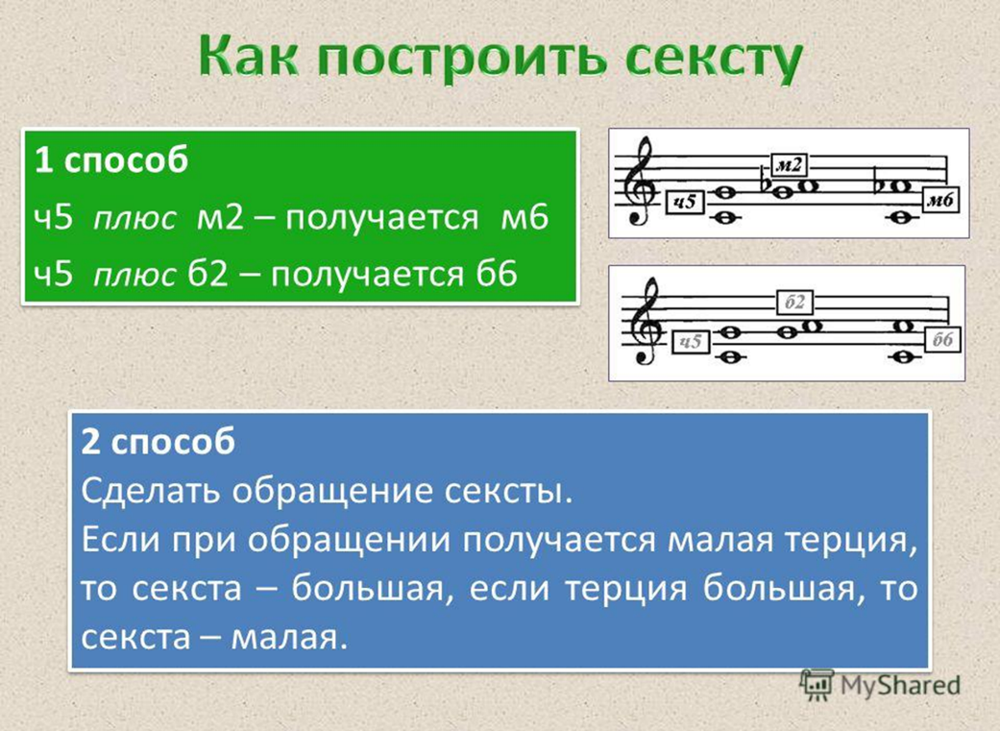 Как построить сексту
1 способ
ч5 плюс м2 – получается м6
ч5 плюс б2 – получается б6
м2
ч5
м6
б2
ч5
б6
2 способ
Сделать обращение сексты.
Если при обращении получается малая терция,
то секста – большая, если терция большая, то
секста – малая.
MyShared